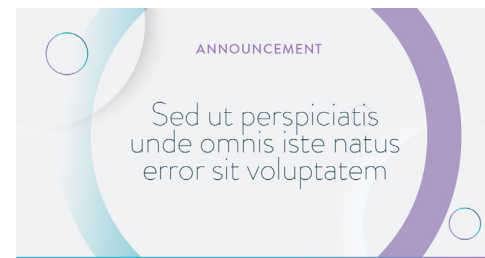 ANNOUNCEMENT
Sed ut perspiciatis
unde omnis iste natus
error sit voluptatem